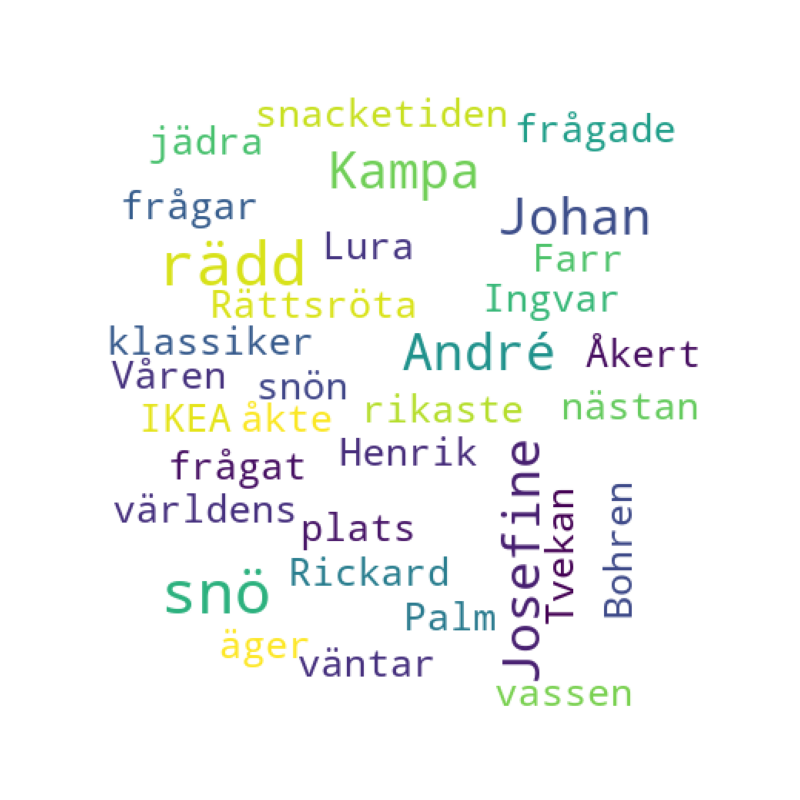 snacketiden
frågade
jädra
Kampa
frågar
Johan
Lura
rädd
Farr
Ingvar
Rättsröta
klassiker
André
Åkert
Våren
snön
IKEA
åkte
rikaste
nästan
Henrik
frågat
världens
plats
Josefine
Tvekan
Bohren
Rickard
snö
Palm
äger
väntar
vassen